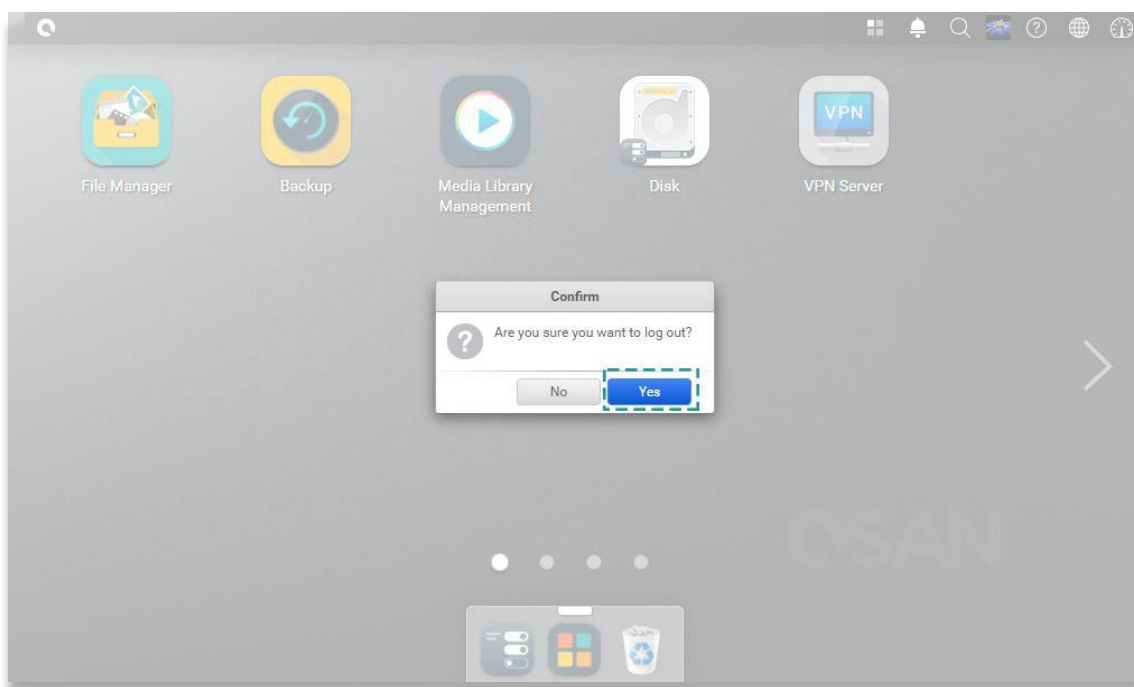 VPN
File Manager
Backup
Media Library
Management
Disk
VPN Server
Confirm
Are you sure you want to log out?
No
Yes
QSAN